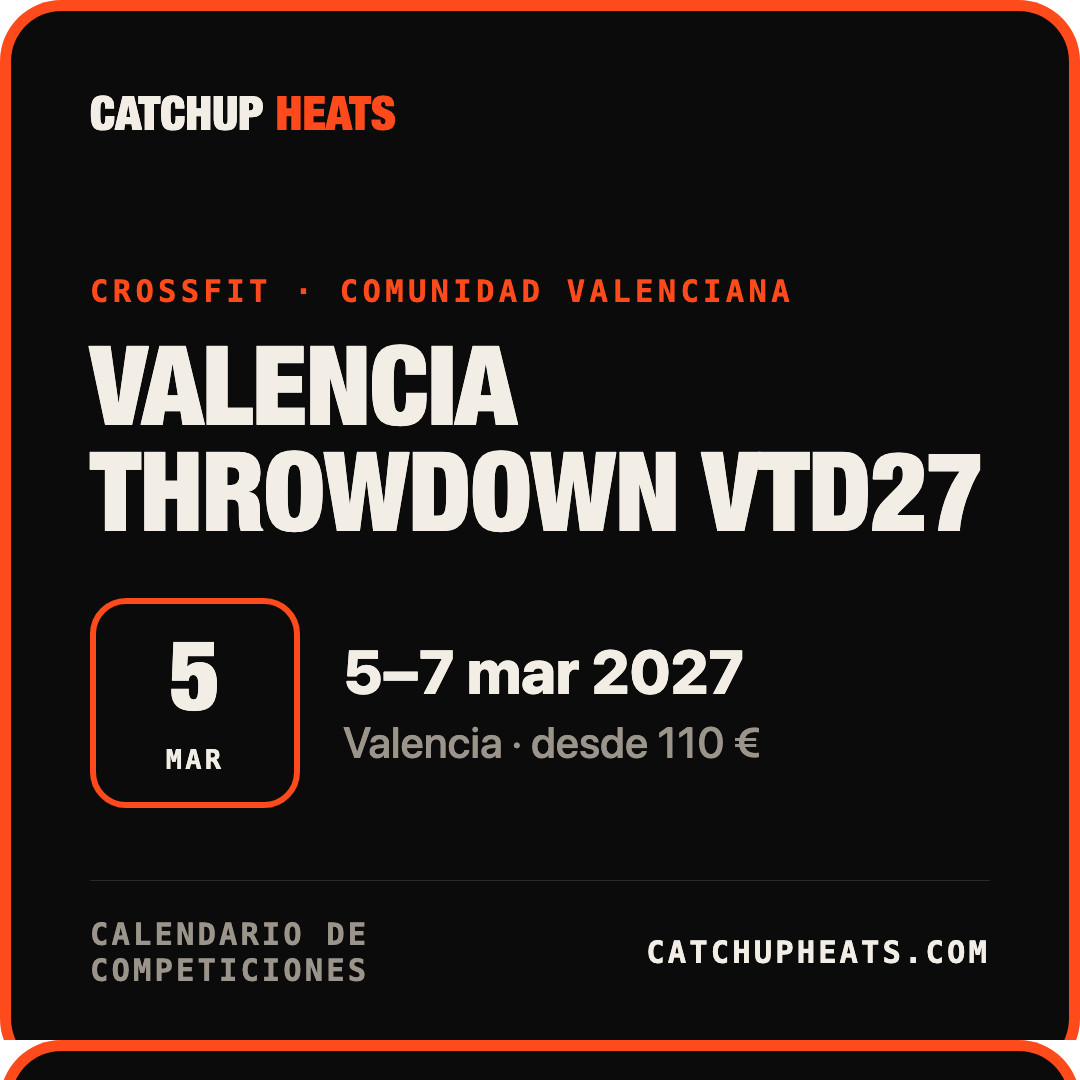 CATCHUP HEATS
CROSSFIT · COMUNIDAD VALENCIANA
VALENCIA
THROWDOWN VTD27
5
MAR
5–7 mar 2027
Valencia · desde 110 €
CALENDARIO DE
COMPETICIONES
CATCHUPHEATS.COM